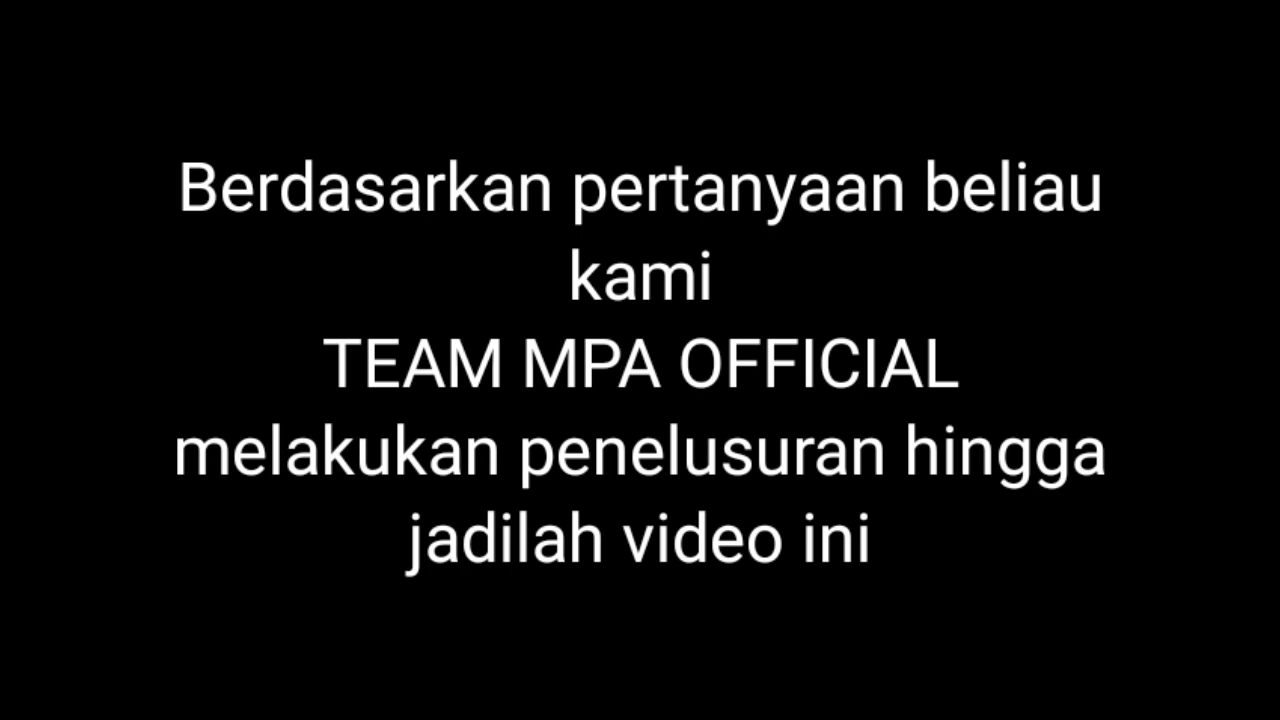 Berdasarkan pertanyaan beliau
kami
TEAM MPA OFFICIAL
melakukan penelusuran hingga
jadilah video ini